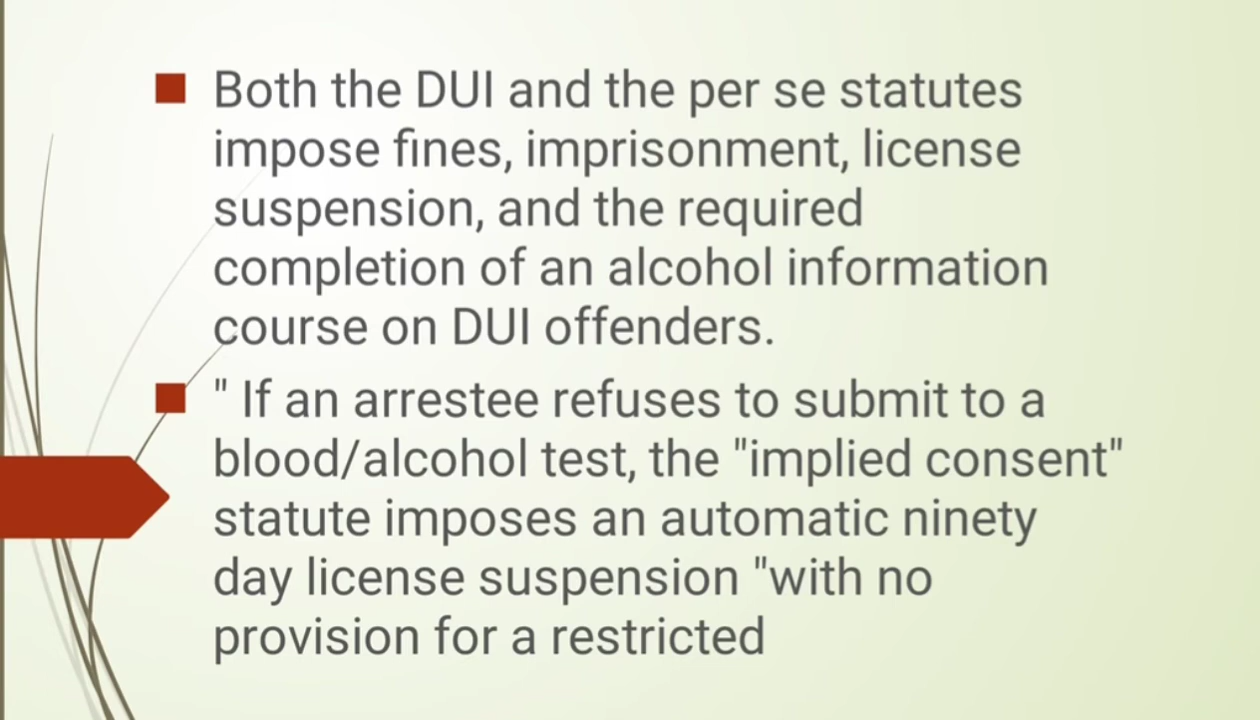 Both the DUI and the per se statutes
impose fines, imprisonment, license
suspension, and the required
completion of an alcohol information
course on DUI offenders.
" If an arrestee refuses to submit to a
blood/alcohol test, the "implied consent"
statute imposes an automatic ninety
day license suspension "with no
provision for a restricted